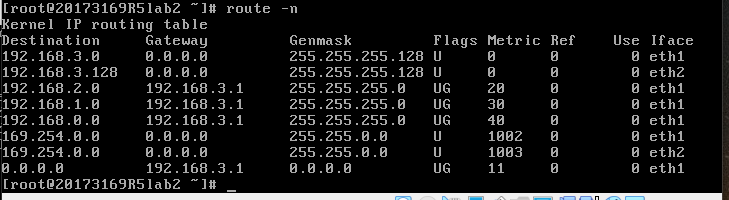 [root@20173169R5lab2 ~]# route -n
Kernel IP routing table
Destination     Gateway         Genmask         Flags Metric Ref    Use Iface
192.168.3.0     0.0.0.0         255.255.255.128 U     0      0        0 eth1
192.168.3.128   0.0.0.0         255.255.255.128 U     0      0        0 eth2
192.168.2.0     192.168.3.1     255.255.255.0   UG    20     0        0 eth1
192.168.1.0     192.168.3.1     255.255.255.0   UG    30     0        0 eth1
192.168.0.0     192.168.3.1     255.255.255.0   UG    40     0        0 eth1
169.254.0.0     0.0.0.0         255.255.0.0     U     1002   0        0 eth1
169.254.0.0     0.0.0.0         255.255.0.0     U     1003   0        0 eth2
0.0.0.0         192.168.3.1     0.0.0.0         UG    11     0        0 eth1
[root@20173169R5lab2 ~]# _